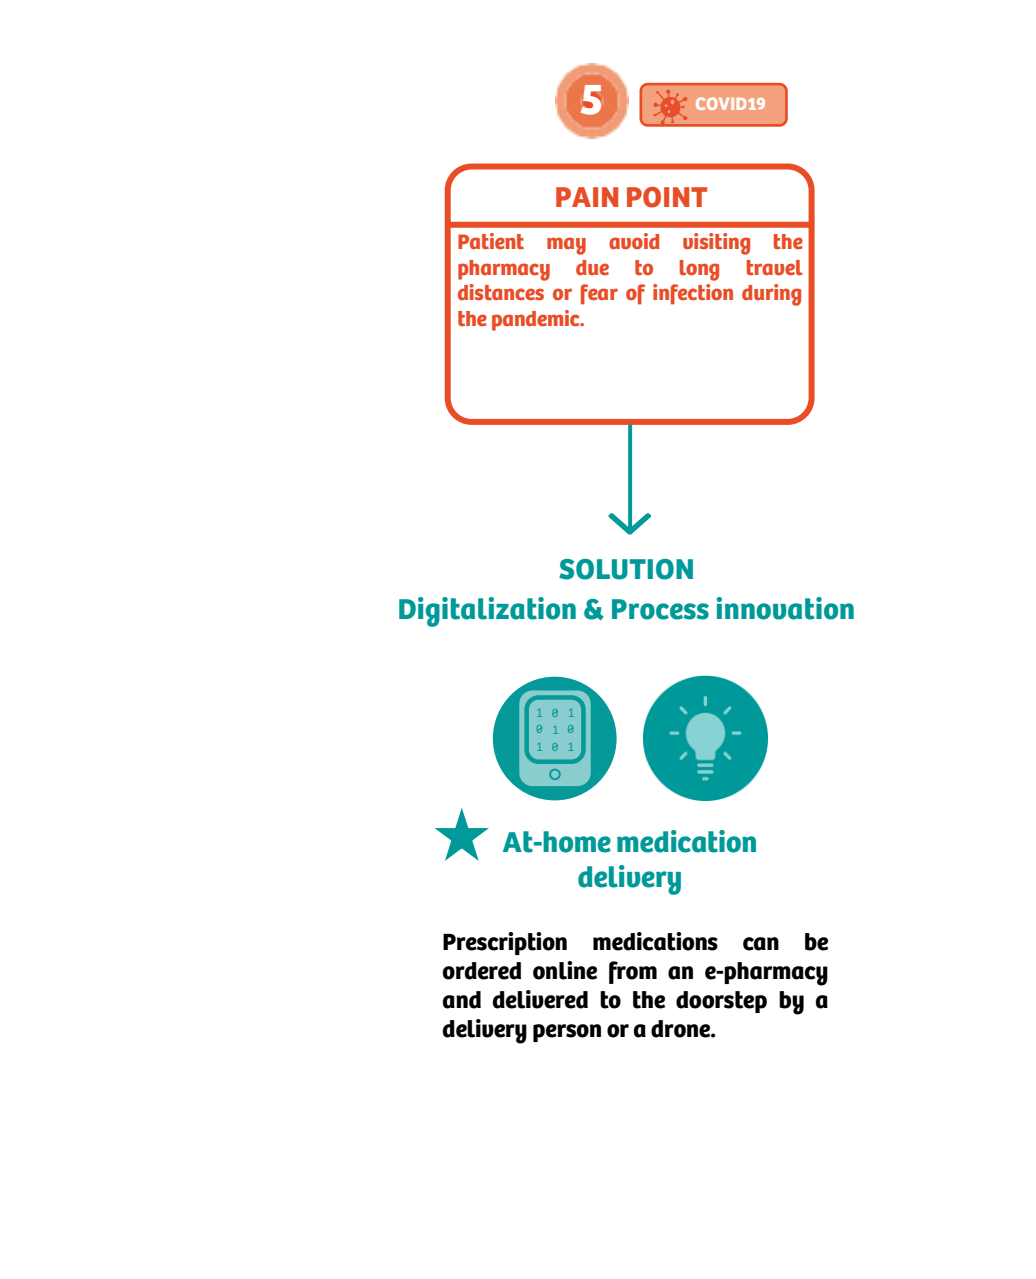 5
COVID19
PAIN POINT
Patient may avoid visiting the
pharmacy due to long travel
distances or fear of infection during
the pandemic.
SOLUTION
Digitalization & Process innovation
1 0 1
0 1 0
1 0 1
At-home medication
delivery
Prescription medications can be
ordered online from an e-pharmacy
and delivered to the doorstep by a
delivery person or a drone.